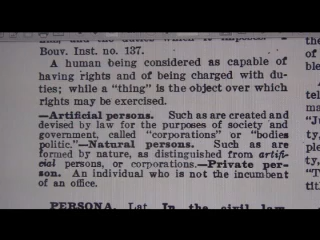 Bouv. Inst. no. 137.
A human being considered as capable of
having rights and of being charged with du-
ties; while a "thing" is the object over which
rights may be exercised.
—Artificial persons. Such as are created and
devised by law for the purposes of society and
government, called "corporations" or "bodies
politic."—Natural persons. Such as are
formed by nature, as distinguished from artifi-
cial persons, or corporations.—Private per-
son. An individual who is not the incumbent
of an office.
PERSONA. Lat. In the civil law